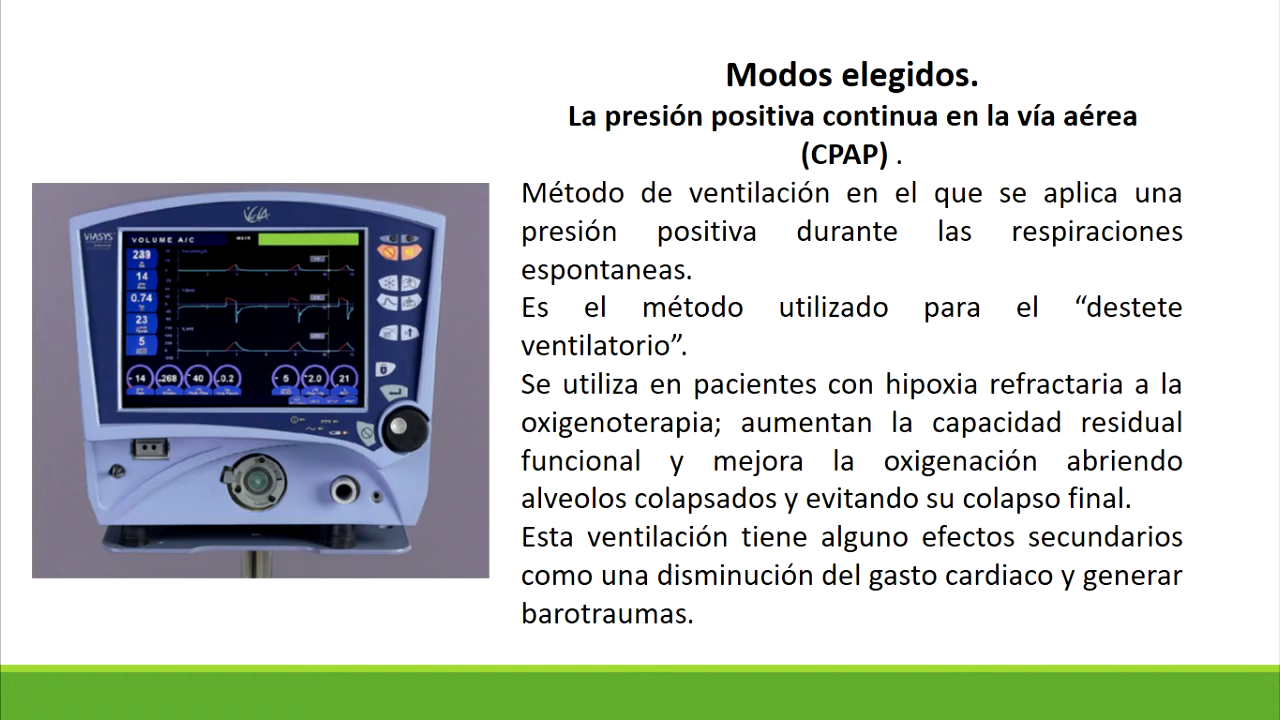 Modos elegidos.
La presión positiva continua en la vía aérea
(CPAP) .
Método de ventilación en el que se aplica una
presión positiva durante las respiraciones
espontaneas.
Es el método utilizado para el “destete
ventilatorio”.
Se utiliza en pacientes con hipoxia refractaria a la
oxigenoterapia; aumentan la capacidad residual
funcional y mejora la oxigenación abriendo
alveolos colapsados y evitando su colapso final.
Esta ventilación tiene alguno efectos secundarios
como una disminución del gasto cardiaco y generar
barotraumas.
VELA
VIASYS
VOLUME A/C
MAIN
289
14
0.74
23
5
14 268 40 0.2 5 2.0 21